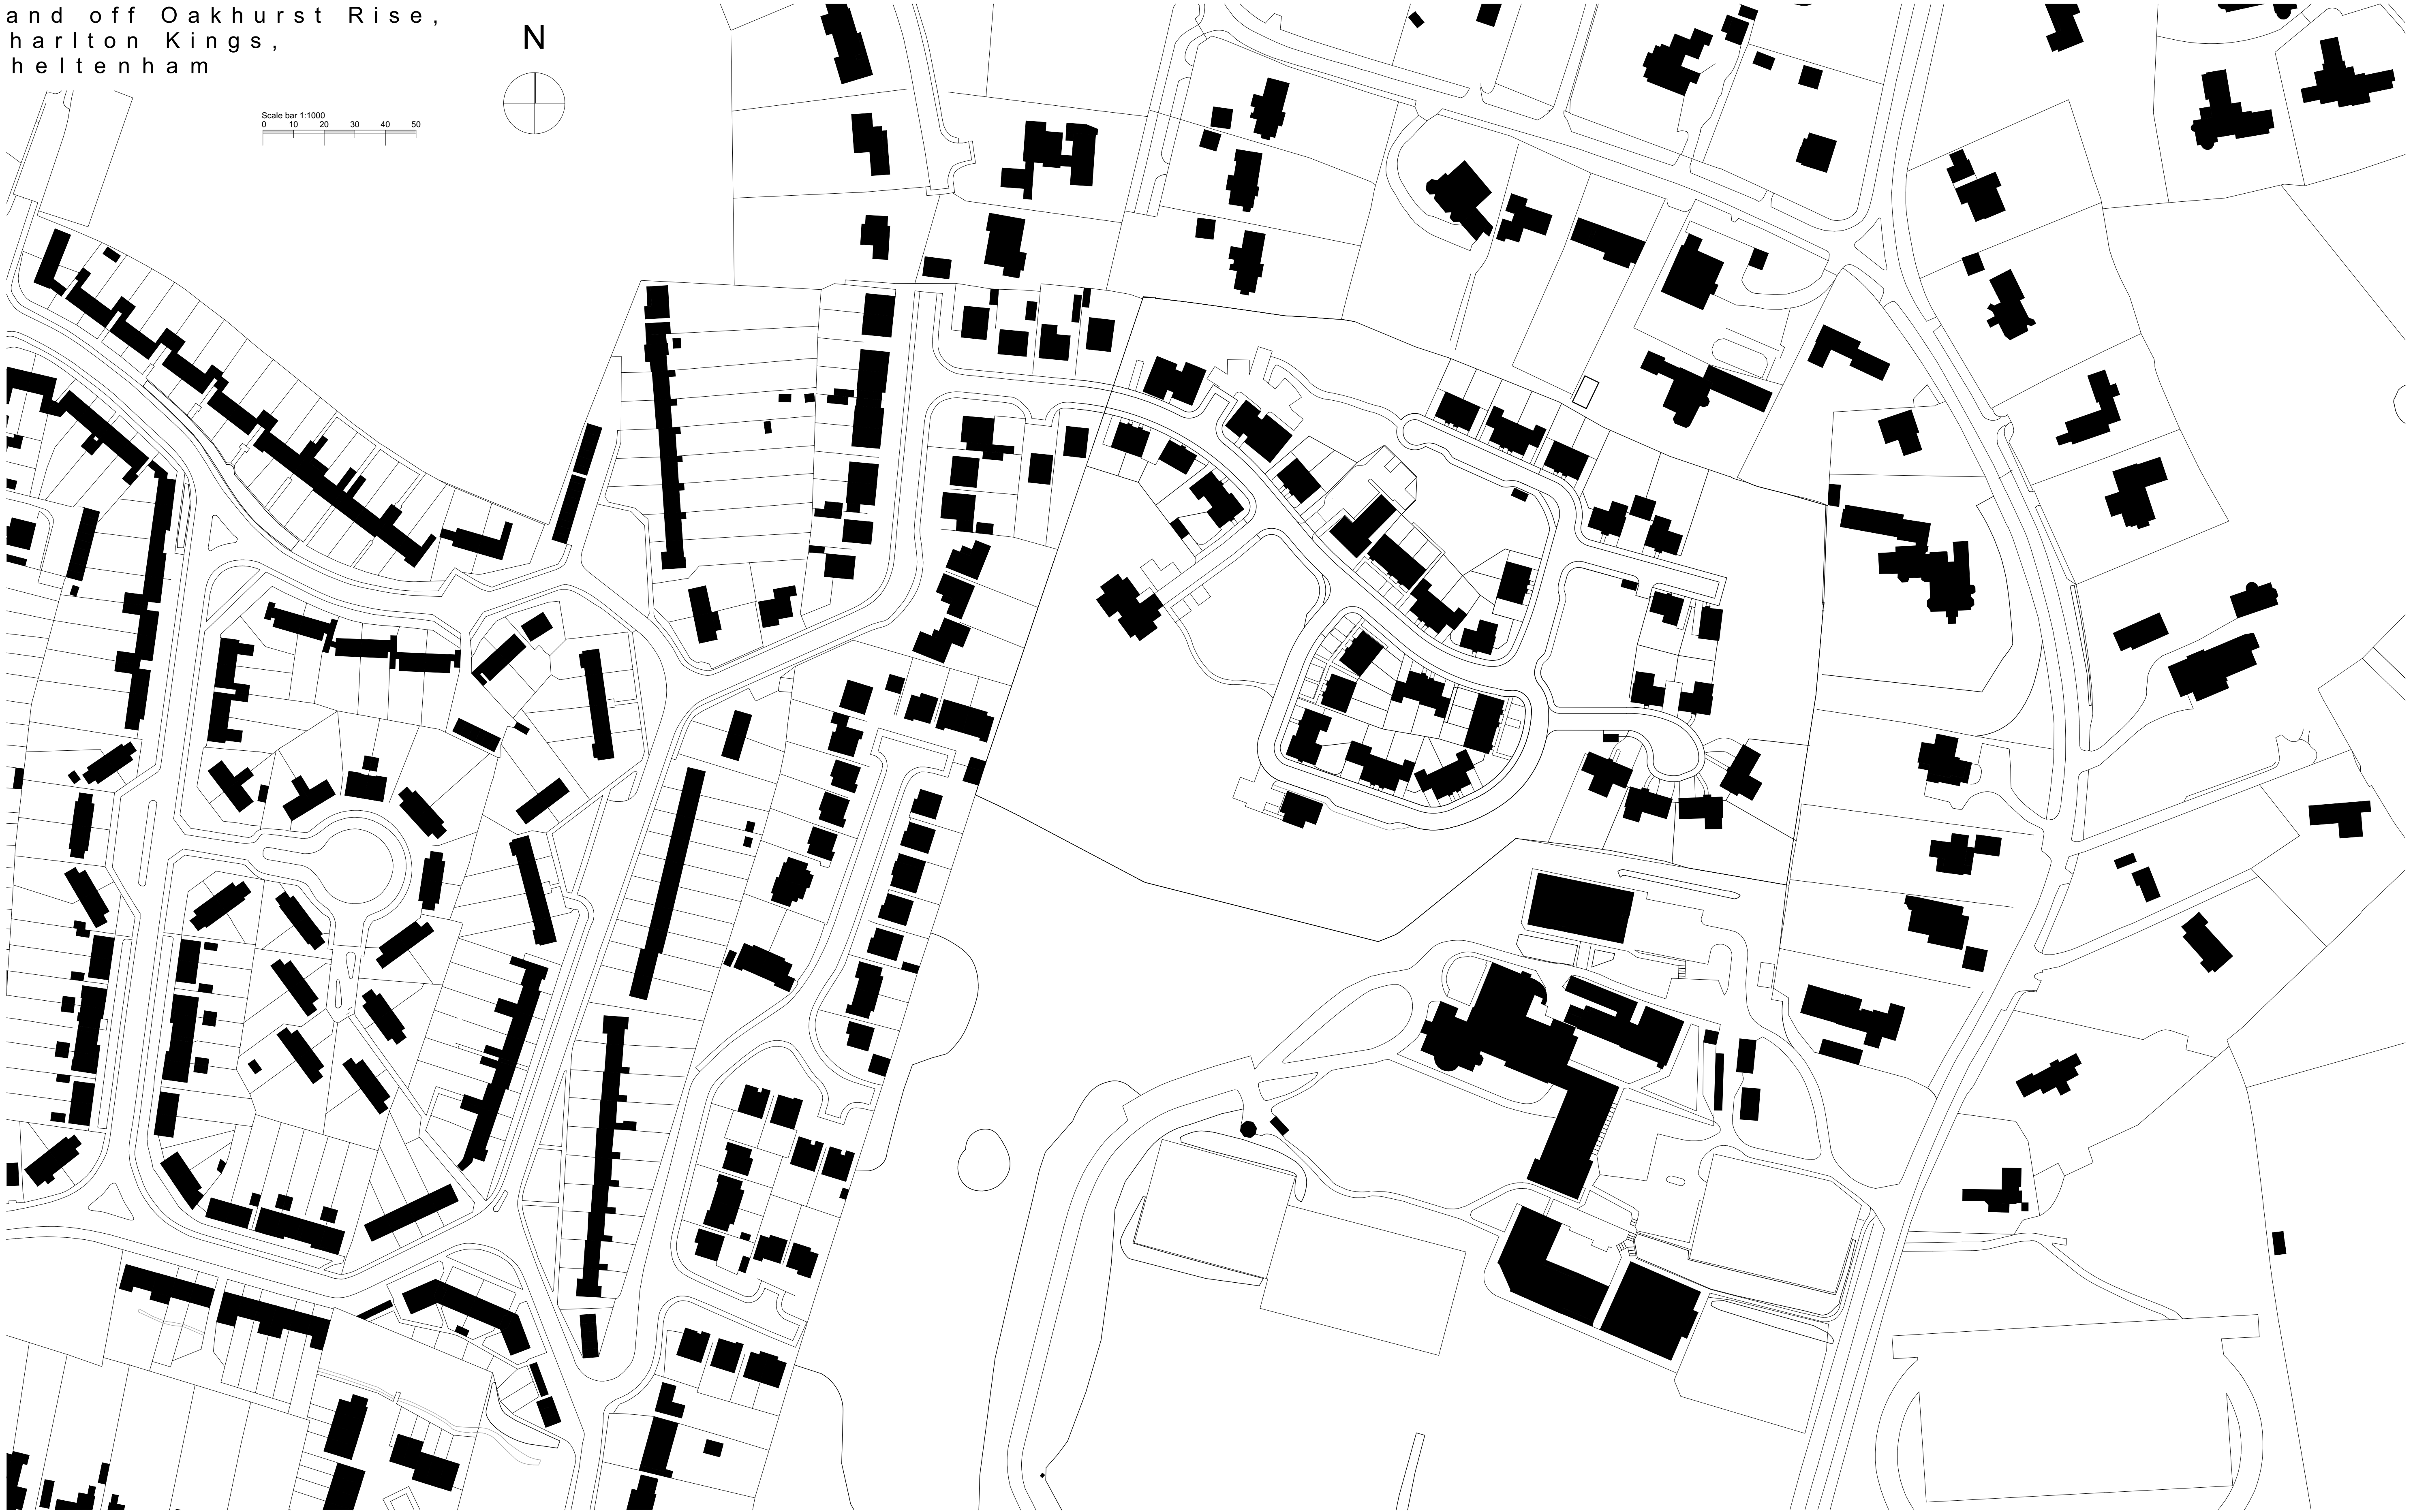 and off Oakhurst Rise,
harlton Kings,
heltenham
N
Scale bar 1:1000
0 10 20 30 40 50